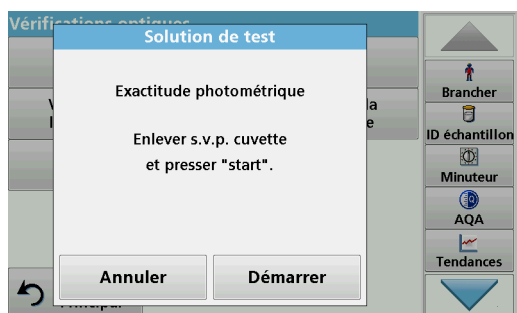 Vérifications optiques
Solution de test
Exactitude photométrique
Enlever s.v.p. cuvette
et presser "start".
Annuler
Démarrer
Brancher
ID échantillon
Minuteur
AQA
Tendances